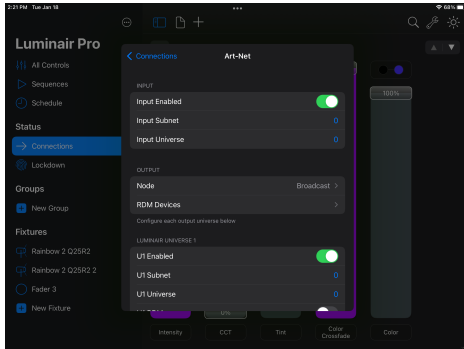 2:21 PM Tue Jan 18
68%
Luminair Pro
All Controls
Sequences
Schedule
Status
Connections
Lockdown
Groups
New Group
Fixtures
Rainbow 2 Q25R2
Rainbow 2 Q25R2 2
Fader 3
New Fixture
Connections
Art-Net
INPUT
Input Enabled
Input Subnet 0
Input Universe 0
OUTPUT
Node Broadcast
RDM Devices
Configure each output universe below
LUMINAIR UNIVERSE 1
U1 Enabled
U1 Subnet 0
U1 Universe 0
100%
0%
Intensity
CCT
Tint
Color
Crossfade
Color